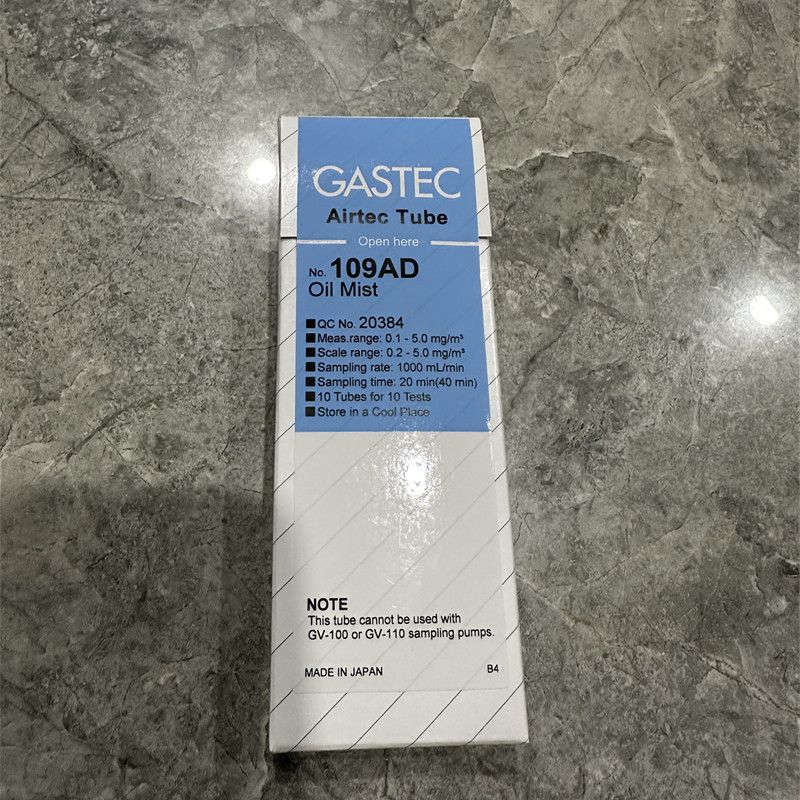 GASTEC
Airtec Tube
Open here
No. 109AD
Oil Mist
■QC No. 20384
■Meas.range: 0.1 - 5.0 mg/m³
■Scale range: 0.2 - 5.0 mg/m³
■Sampling rate: 1000 mL/min
■Sampling time: 20 min(40 min)
■10 Tubes for 10 Tests
■Store in a Cool Place
NOTE
This tube cannot be used with
GV-100 or GV-110 sampling pumps.
MADE IN JAPAN B4